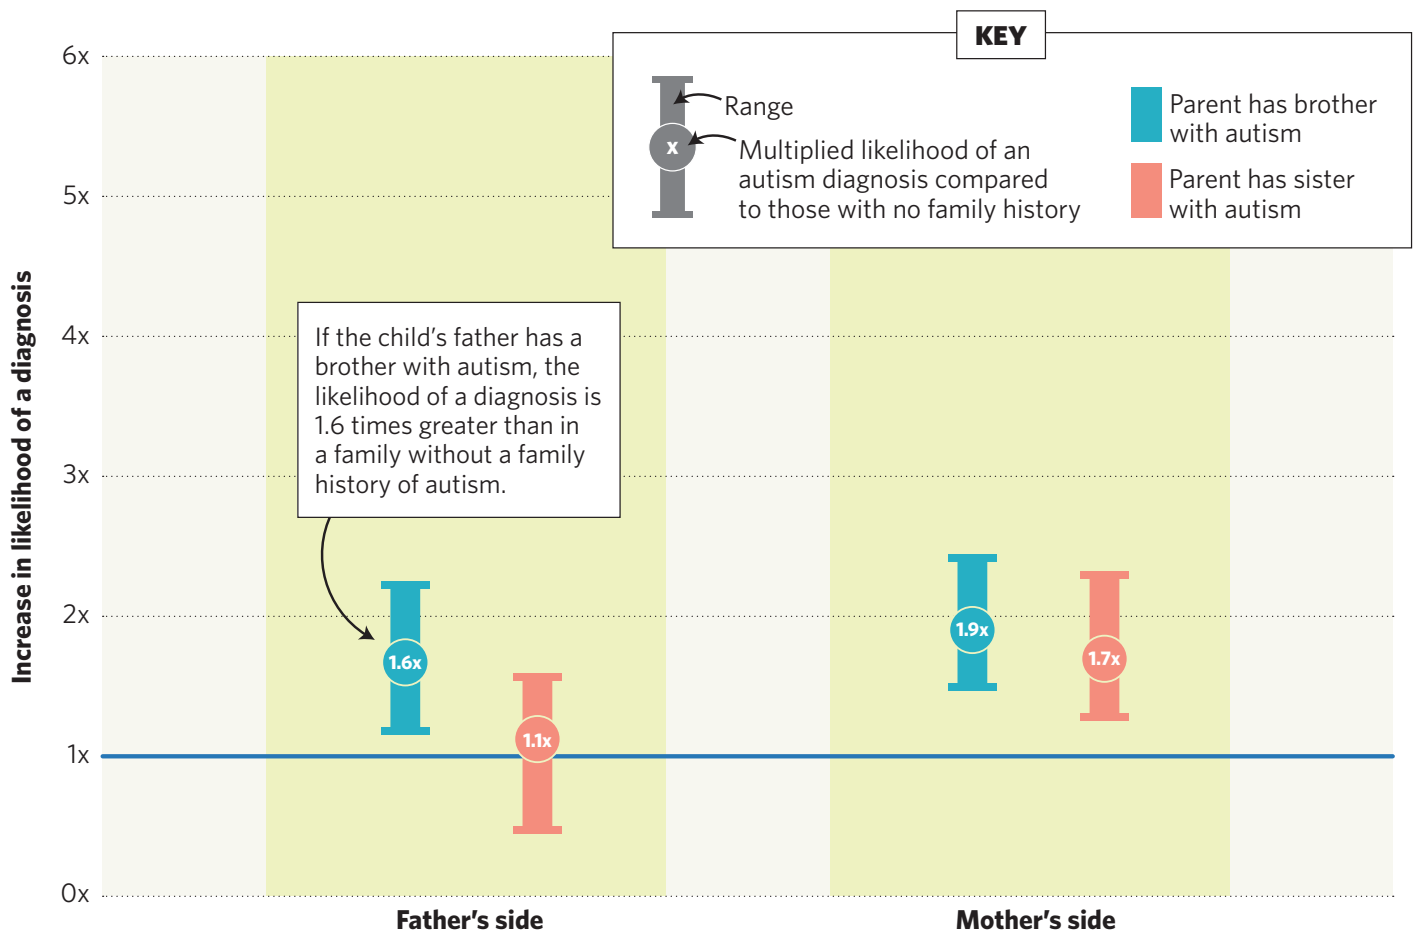 KEY
Range
x
Multiplied likelihood of an
autism diagnosis compared
to those with no family history
Parent has brother
with autism
Parent has sister
with autism
Increase in likelihood of a diagnosis
6x
5x
4x
3x
2x
1x
0x
If the child’s father has a
brother with autism, the
likelihood of a diagnosis is
1.6 times greater than in
a family without a family
history of autism.
1.6x
1.1x
1.9x
1.7x
Father’s side
Mother’s side